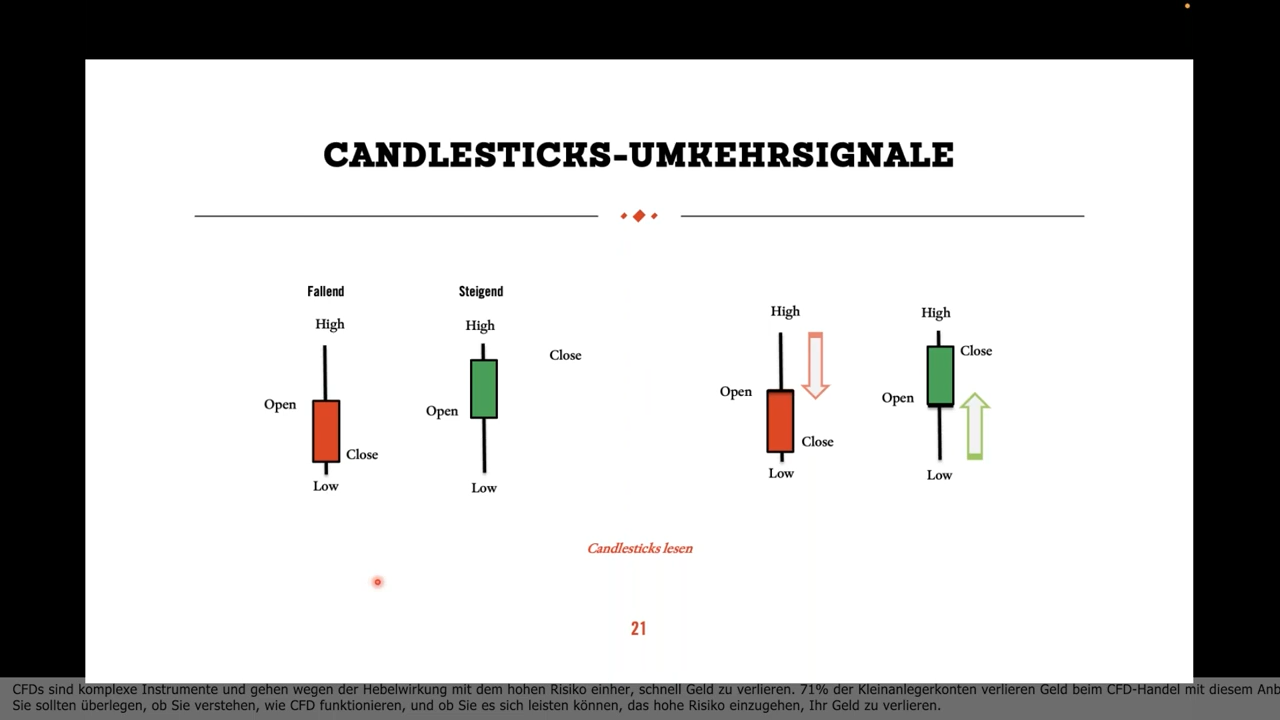 CANDLESTICKS-UMKEHRSIGNALE
Fallend
Steigend
High
High
Close
Open
Open
Close
Low
Low
High
High
Close
Open
Open
Close
Low
Low
Candlesticks lesen
21
CFDs sind komplexe Instrumente und gehen wegen der Hebelwirkung mit dem hohen Risiko einher, schnell Geld zu verlieren. 71% der Kleinanlegerkonten verlieren Geld beim CFD-Handel mit diesem Anb
Sie sollten überlegen, ob Sie verstehen, wie CFD funktionieren, und ob Sie es sich leisten können, das hohe Risiko einzugehen, Ihr Geld zu verlieren.